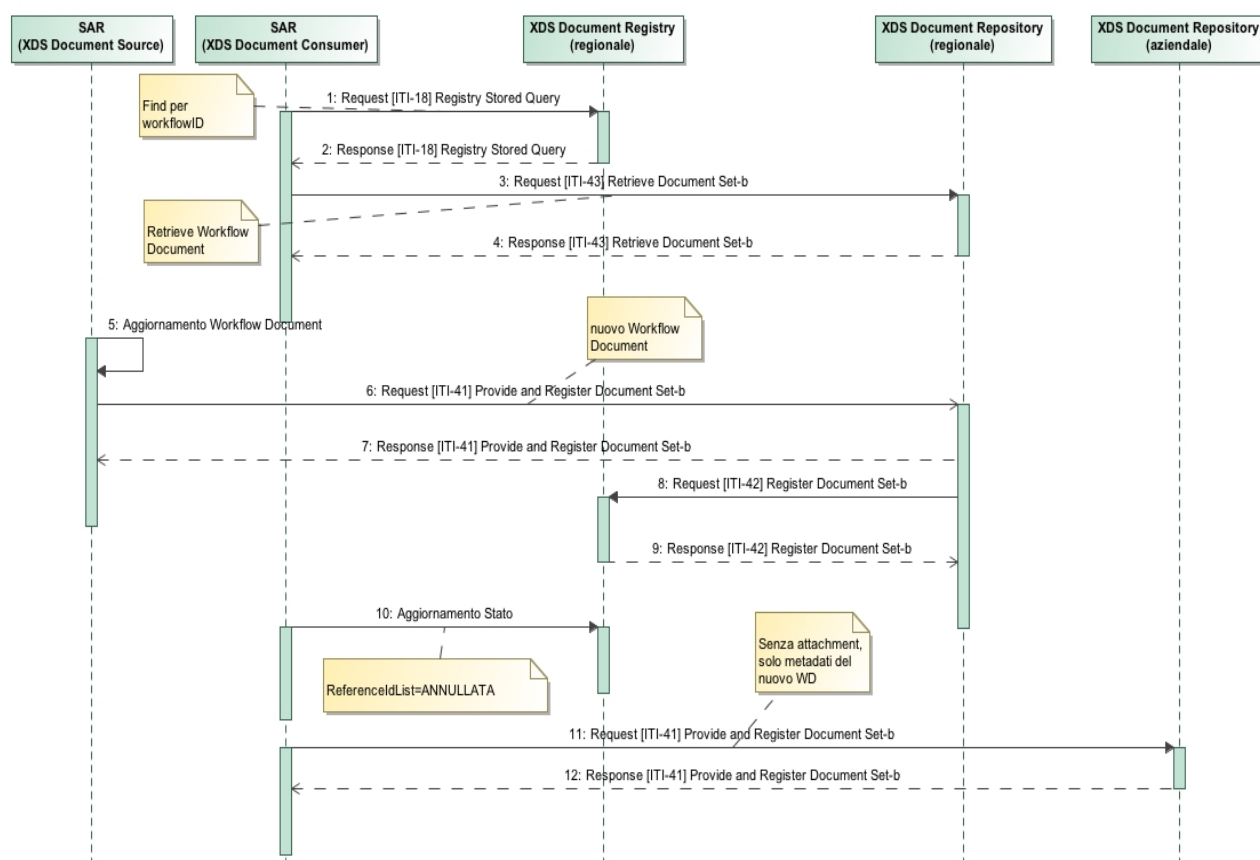 SAR
(XDS Document Source)
SAR
(XDS Document Consumer)
XDS Document Registry
(regionale)
XDS Document Repository
(regionale)
XDS Document Repository
(aziendale)
Find per
workflowID
1: Request [ITI-18] Registry Stored Query
2: Response [ITI-18] Registry Stored Query
3: Request [ITI-43] Retrieve Document Set-b
Retrieve Workflow
Document
4: Response [ITI-43] Retrieve Document Set-b
5: Aggiornamento Workflow Document
nuovo Workflow
Document
6: Request [ITI-41] Provide and Register Document Set-b
7: Response [ITI-41] Provide and Register Document Set-b
8: Request [ITI-42] Register Document Set-b
9: Response [ITI-42] Register Document Set-b
10: Aggiornamento Stato
ReferenceIdList=ANNULLATA
Senza attachment,
solo metadati del
nuovo WD
11: Request [ITI-41] Provide and Register Document Set-b
12: Response [ITI-41] Provide and Register Document Set-b